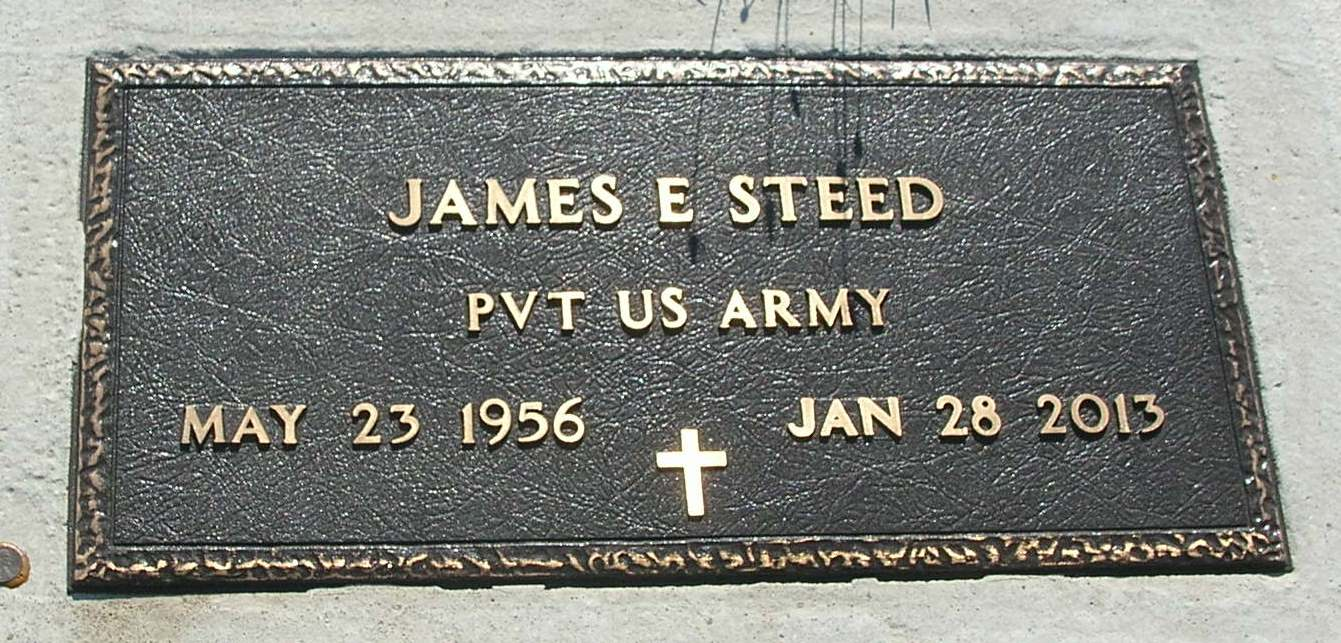 JAMES E STEED
PVT US ARMY
MAY 23 1956 JAN 28 2013